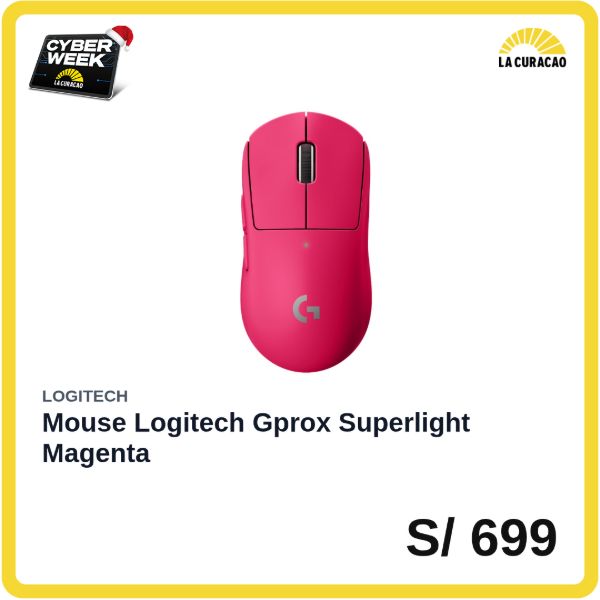 CYBER
WEEK
LA CURACAO
LA CURACAO
G
LOGITECH
Mouse Logitech Gprox Superlight
Magenta
S/ 699